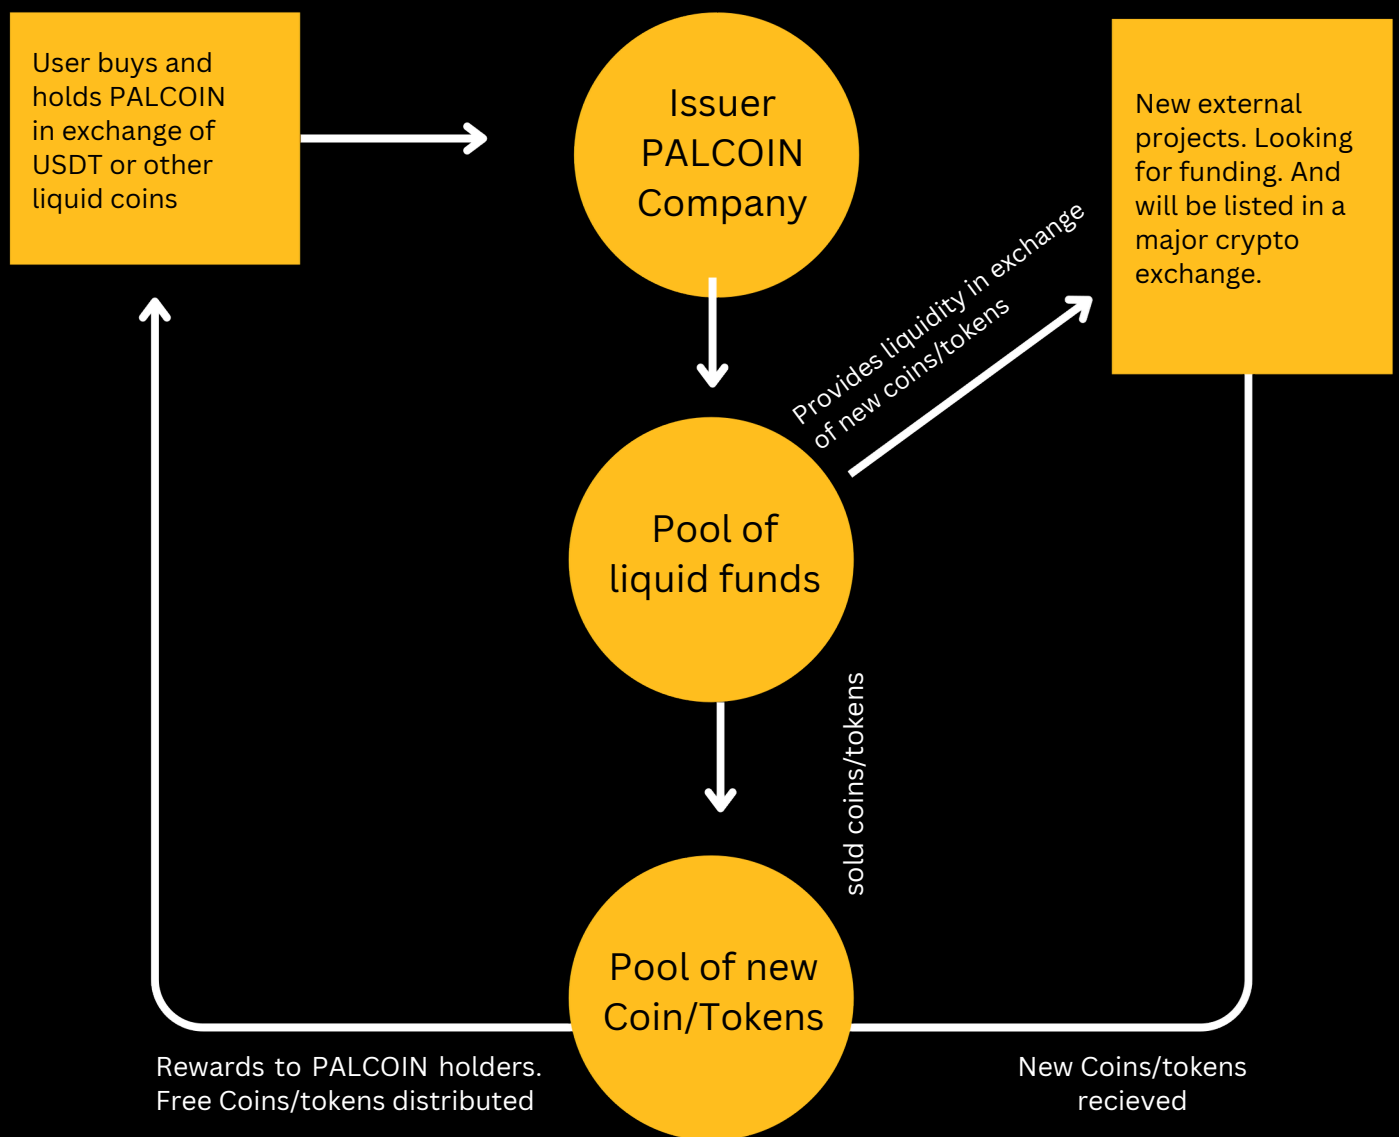 User buys and
holds PALCOIN
in exchange of
USDT or other
liquid coins
Issuer
PALCOIN
Company
New external
projects. Looking
for funding. And
will be listed in a
major crypto
exchange.
Provides liquidity in exchange
of new coins/tokens
Pool of
liquid funds
sold coins/tokens
Pool of new
Coin/Tokens
Rewards to PALCOIN holders.
Free Coins/tokens distributed
New Coins/tokens
recieved